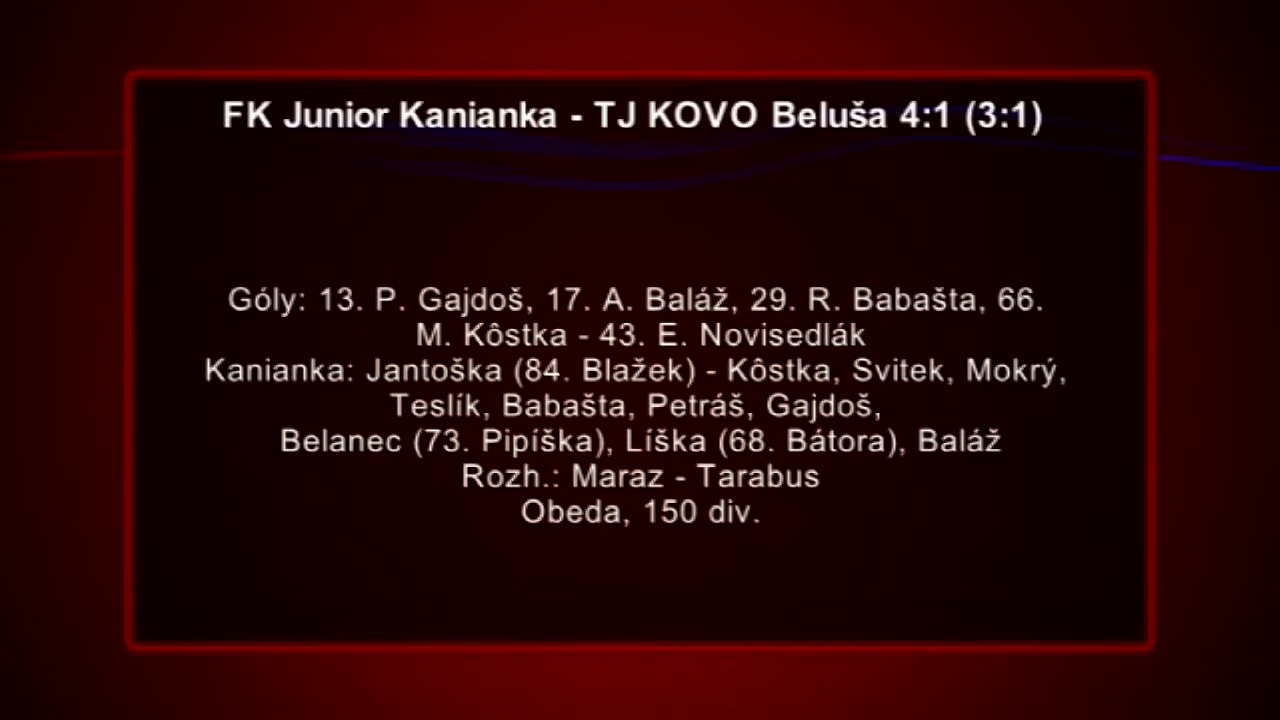 FK Junior Kanianka - TJ KOVO Beluša 4:1 (3:1)
Góly: 13. P. Gajdoš, 17. A. Baláž, 29. R. Babašta, 66.
M. Kôstka - 43. E. Novisedlák
Kanianka: Jantoška (84. Blažek) - Kôstka, Svitek, Mokrý,
Teslík, Babašta, Petráš, Gajdoš,
Belanec (73. Pipíška), Líška (68. Bátora), Baláž
Rozh.: Maraz - Tarabus
Obeda, 150 div.